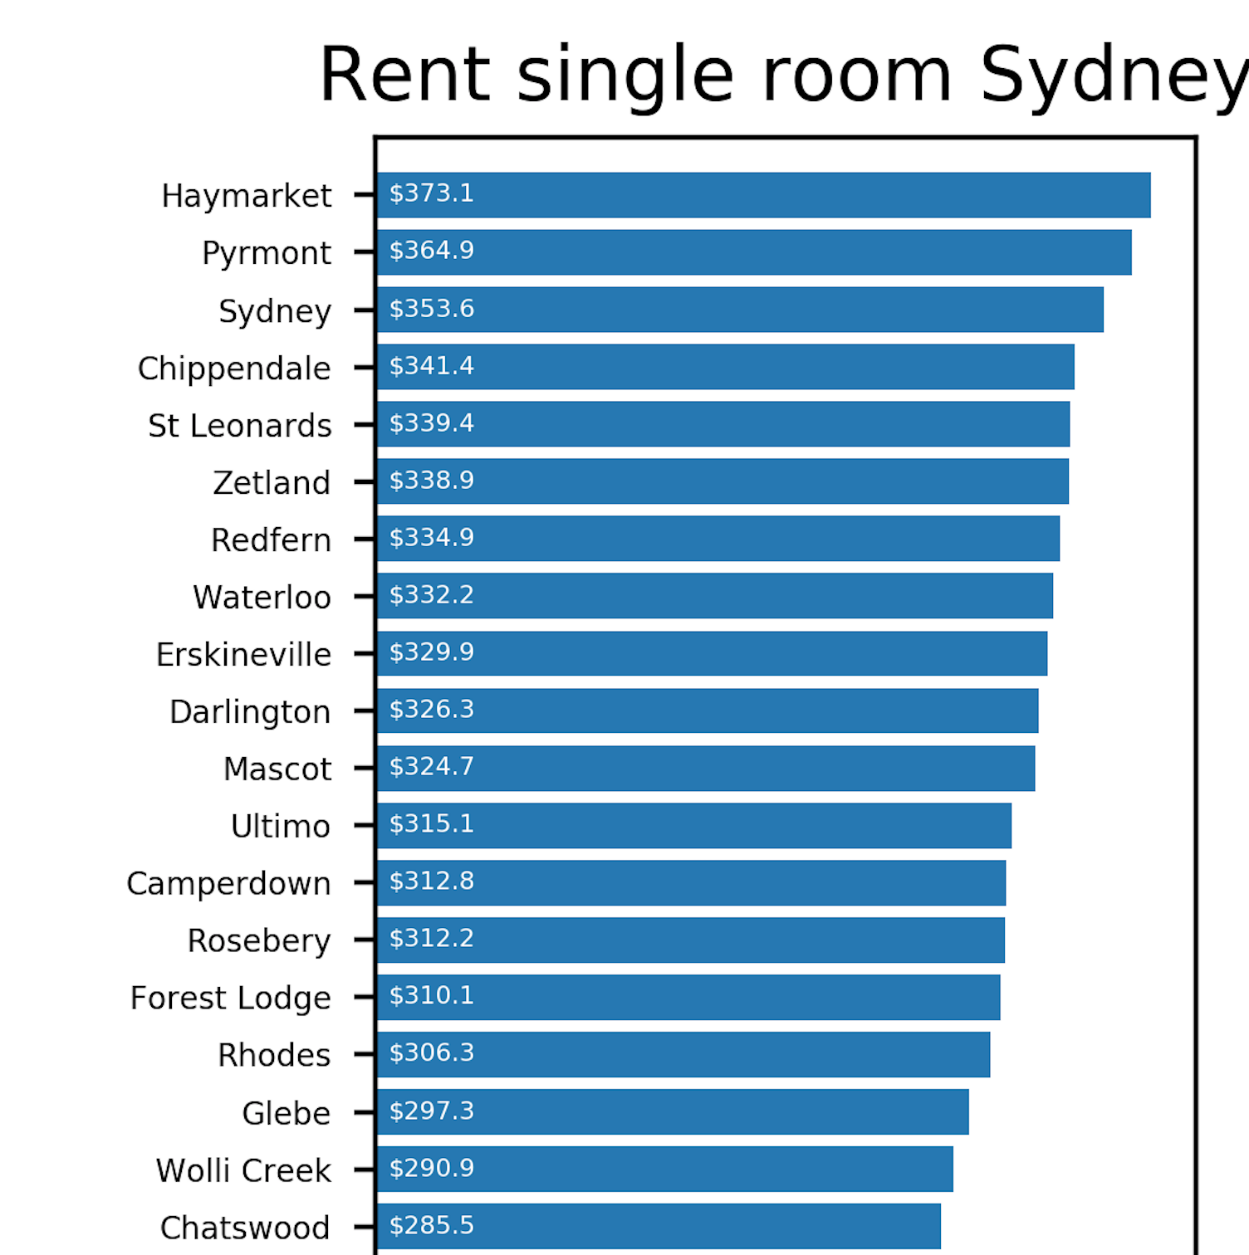 Rent single room Sydney
Haymarket $373.1
Pyrmont $364.9
Sydney $353.6
Chippendale $341.4
St Leonards $339.4
Zetland $338.9
Redfern $334.9
Waterloo $332.2
Erskineville $329.9
Darlington $326.3
Mascot $324.7
Ultimo $315.1
Camperdown $312.8
Rosebery $312.2
Forest Lodge $310.1
Rhodes $306.3
Glebe $297.3
Wolli Creek $290.9
Chatswood $285.5